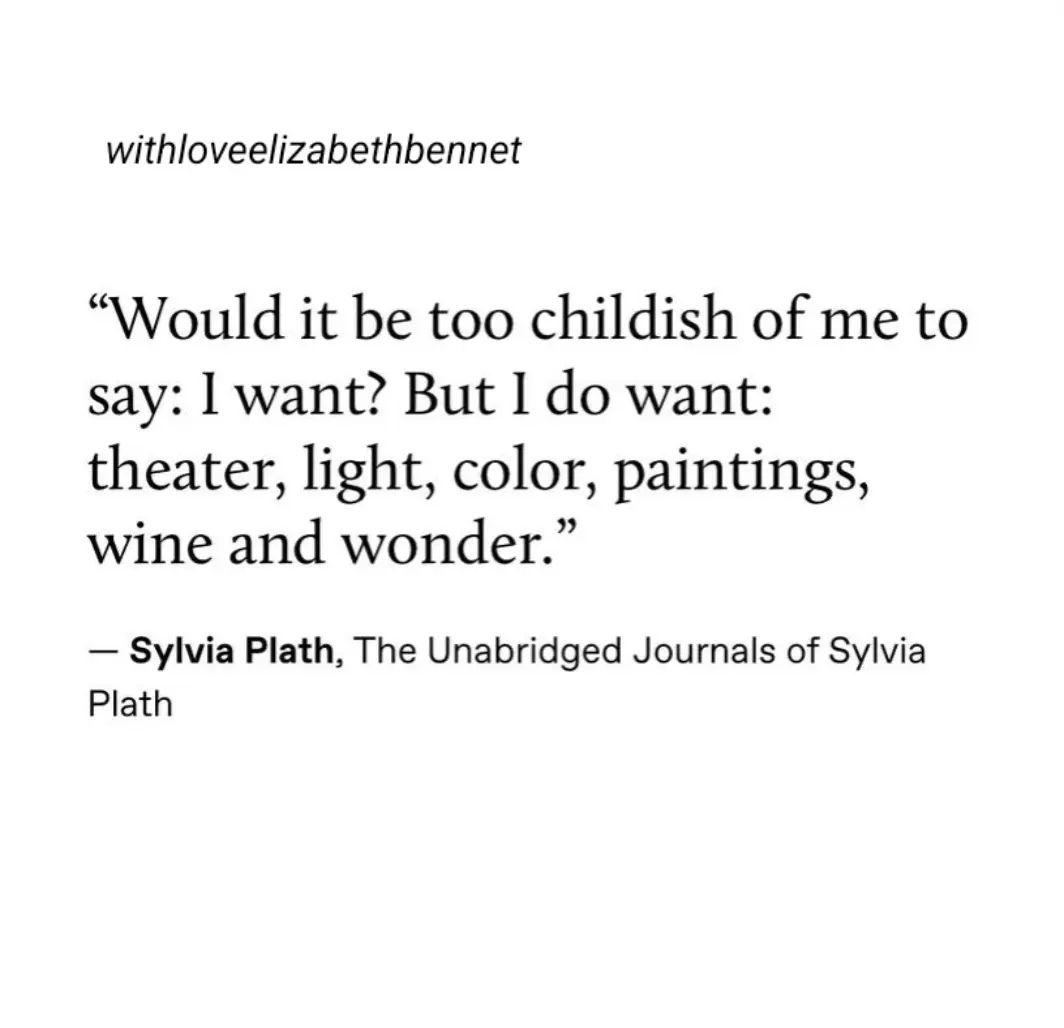 withloveelizabethbennet
“Would it be too childish of me to
say: I want? But I do want:
theater, light, color, paintings,
wine and wonder.”
— Sylvia Plath, The Unabridged Journals of Sylvia
Plath